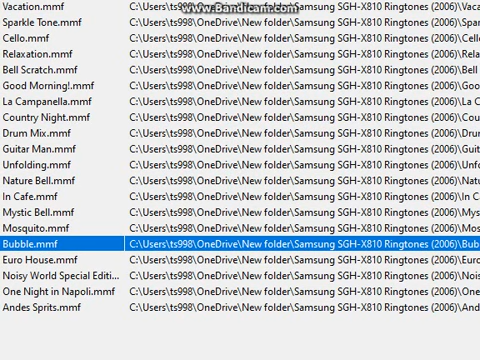 www.Bandicam.com
Vacation.mmf C:\Users\ts998\OneDrive\New folder\Samsung SGH-X810 Ringtones (2006)\Vaca
Sparkle Tone.mmf C:\Users\ts998\OneDrive\New folder\Samsung SGH-X810 Ringtones (2006)\Spar
Cello.mmf C:\Users\ts998\OneDrive\New folder\Samsung SGH-X810 Ringtones (2006)\Cello
Relaxation.mmf C:\Users\ts998\OneDrive\New folder\Samsung SGH-X810 Ringtones (2006)\Relax
Bell Scratch.mmf C:\Users\ts998\OneDrive\New folder\Samsung SGH-X810 Ringtones (2006)\Bell S
Good Morning!.mmf C:\Users\ts998\OneDrive\New folder\Samsung SGH-X810 Ringtones (2006)\Goo
La Campanella.mmf C:\Users\ts998\OneDrive\New folder\Samsung SGH-X810 Ringtones (2006)\La C
Country Night.mmf C:\Users\ts998\OneDrive\New folder\Samsung SGH-X810 Ringtones (2006)\Cou
Drum Mix.mmf C:\Users\ts998\OneDrive\New folder\Samsung SGH-X810 Ringtones (2006)\Drur
Guitar Man.mmf C:\Users\ts998\OneDrive\New folder\Samsung SGH-X810 Ringtones (2006)\Guita
Unfolding.mmf C:\Users\ts998\OneDrive\New folder\Samsung SGH-X810 Ringtones (2006)\Unfo
Nature Bell.mmf C:\Users\ts998\OneDrive\New folder\Samsung SGH-X810 Ringtones (2006)\Natu
In Cafe.mmf C:\Users\ts998\OneDrive\New folder\Samsung SGH-X810 Ringtones (2006)\In Ca
Mystic Bell.mmf C:\Users\ts998\OneDrive\New folder\Samsung SGH-X810 Ringtones (2006)\Myst
Mosquito.mmf C:\Users\ts998\OneDrive\New folder\Samsung SGH-X810 Ringtones (2006)\Mos
Bubble.mmf C:\Users\ts998\OneDrive\New folder\Samsung SGH-X810 Ringtones (2006)\Bub
Euro House.mmf C:\Users\ts998\OneDrive\New folder\Samsung SGH-X810 Ringtones (2006)\Euro
Noisy World Special Editi... C:\Users\ts998\OneDrive\New folder\Samsung SGH-X810 Ringtones (2006)\Nois
One Night in Napoli.mmf C:\Users\ts998\OneDrive\New folder\Samsung SGH-X810 Ringtones (2006)\One
Andes Sprits.mmf C:\Users\ts998\OneDrive\New folder\Samsung SGH-X810 Ringtones (2006)\And